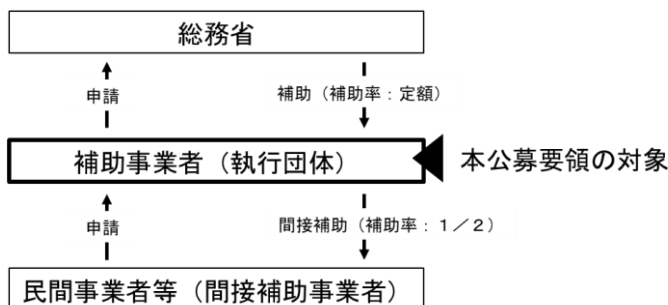 総務省
申請
補助（補助率：定額）
補助事業者（執行団体）
本公募要領の対象
申請
間接補助（補助率：１／２）
民間事業者等（間接補助事業者）